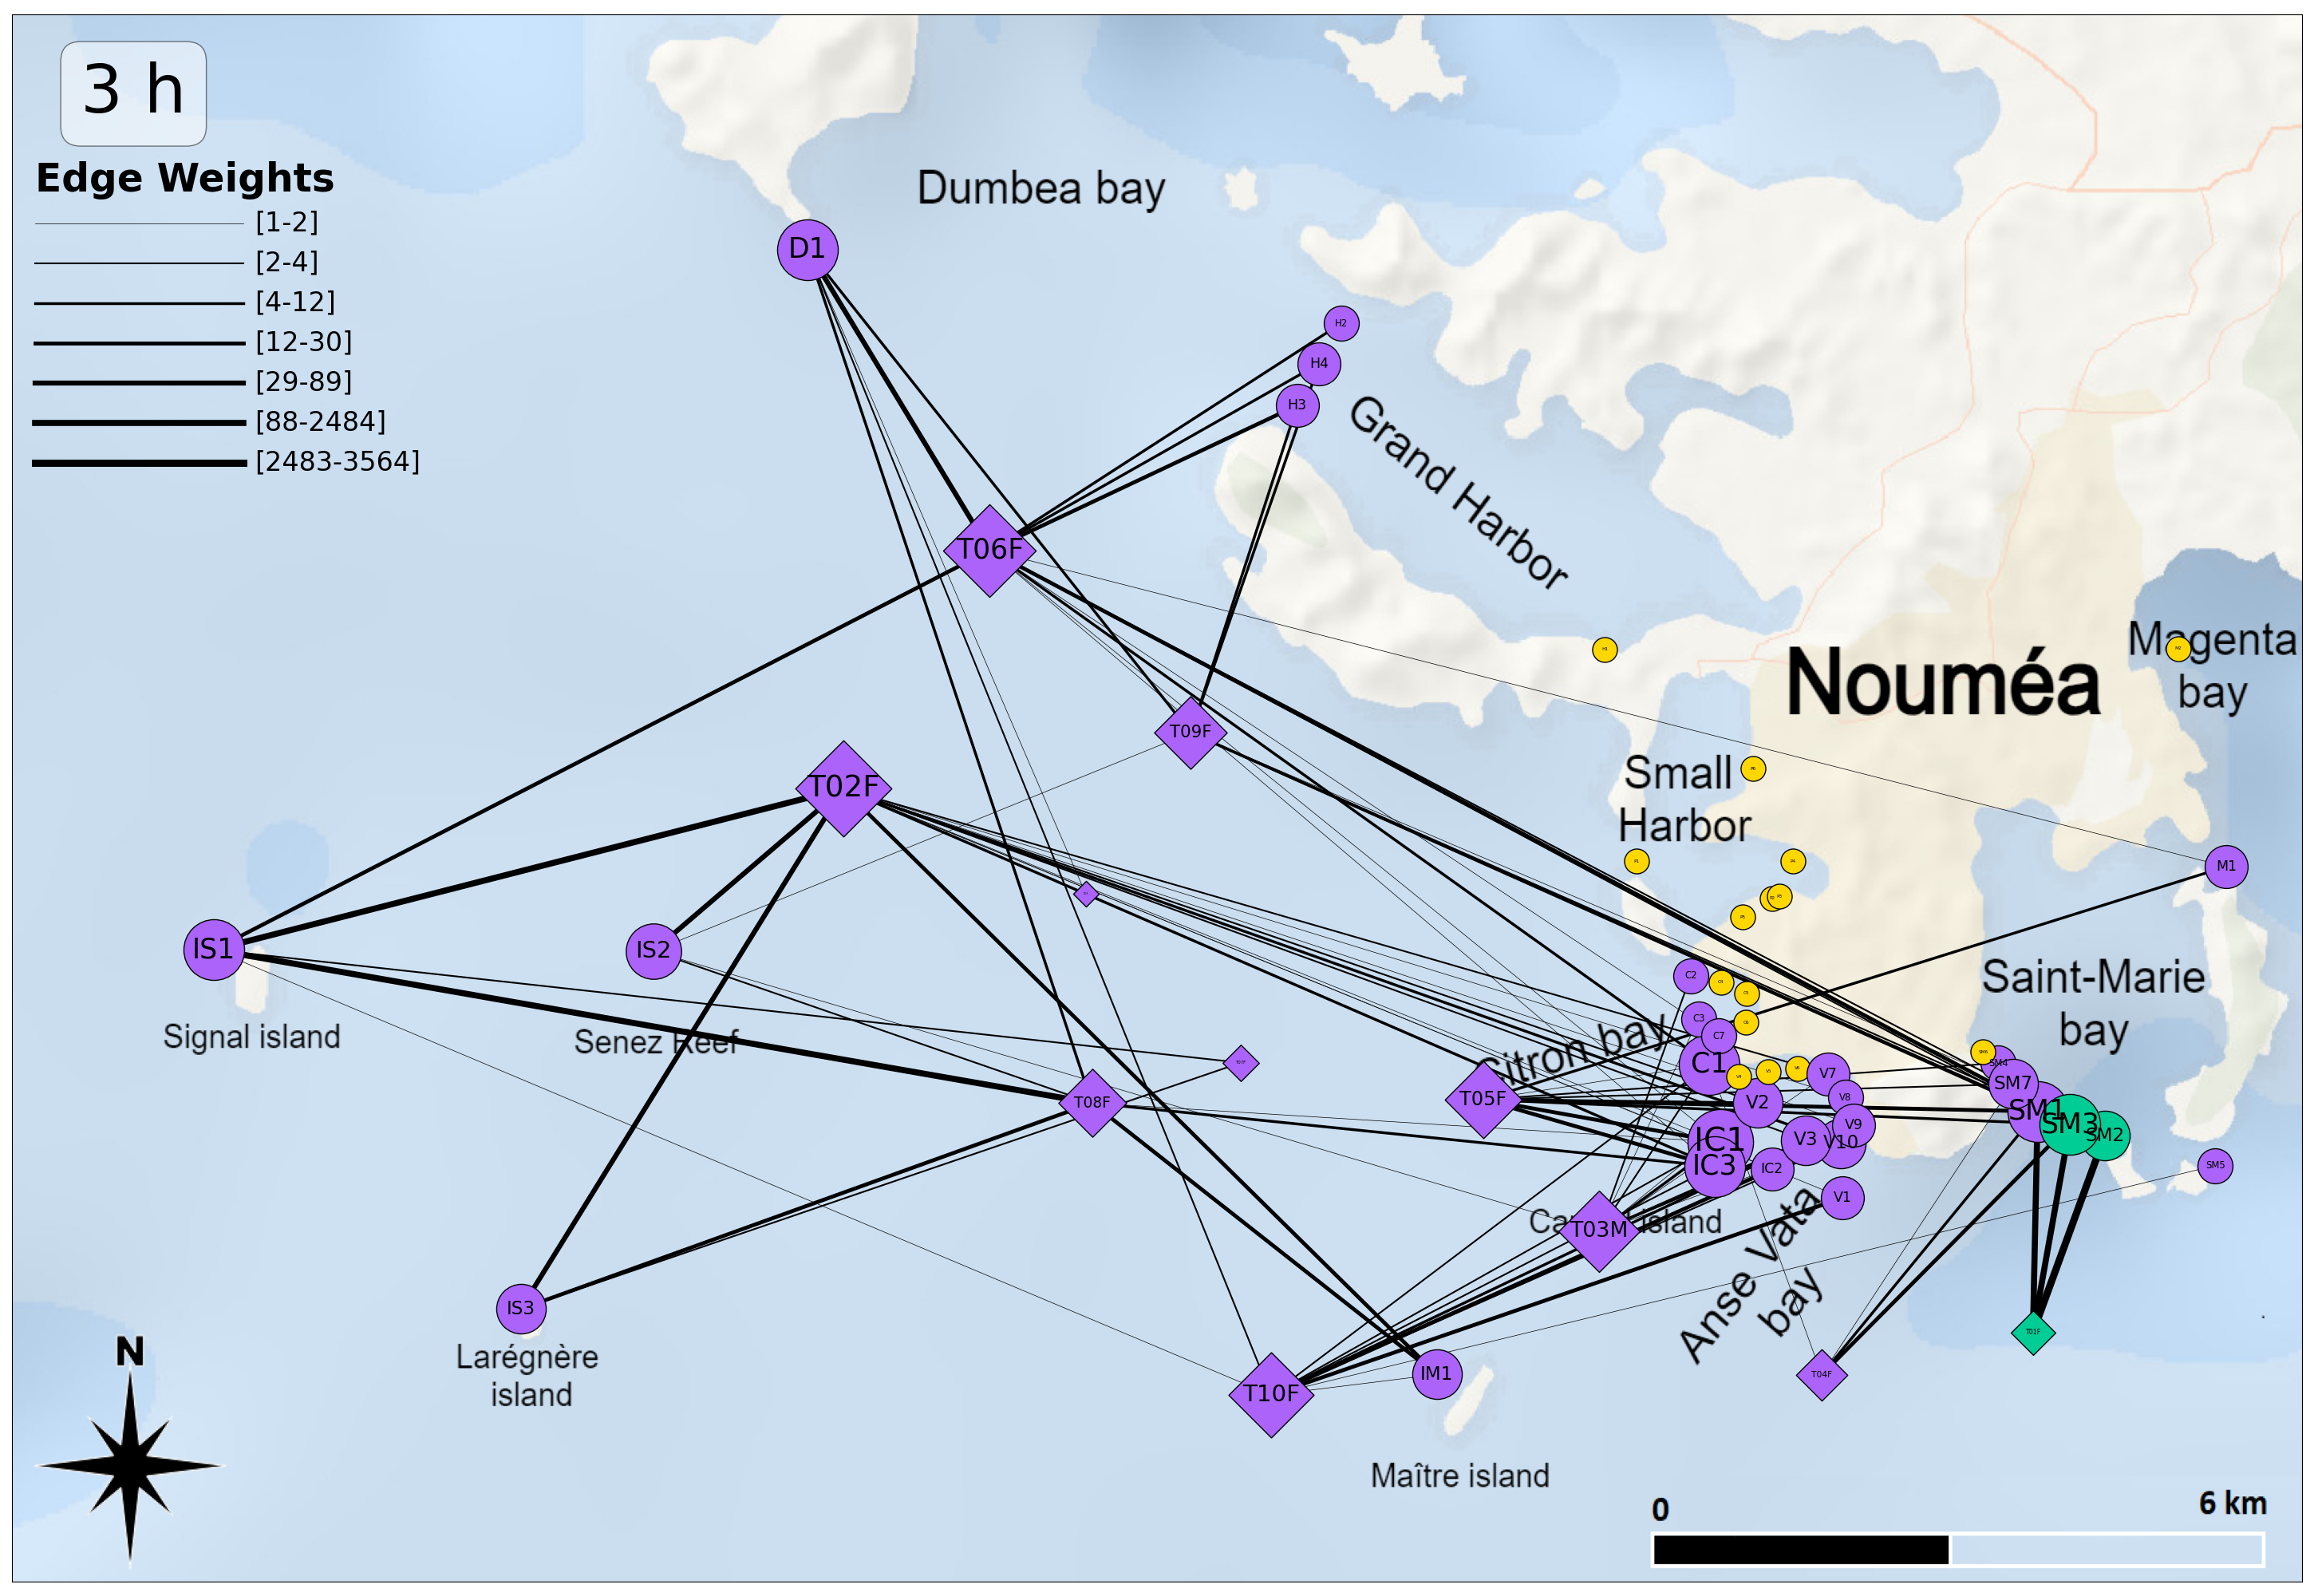 3 h
Edge Weights
[1-2]
[2-4]
[4-12]
[12-30]
[29-89]
[88-2484]
[2483-3564]
Dumbea bay
D1
H2
H4
H3
Grand Harbor
T06F
H1
Magenta
bay
M2
Nouméa
T09F
Small
Harbor
T02F
M1
IS1
IS2
Signal island
Senez Reef
C2
Saint-Marie
bay
C3
C7
Citron bay
C1
T05F
T08F
V7
V8
V2
V9
IC1
V3
V10
IC3
IC2
V1
SM4
SM7
SM1
SM3
SM2
SM5
T03M
island
Anse Vata
bay
IS3
Larégnère
island
T01F
T04F
IM1
T10F
Maître island
N
0
6 km